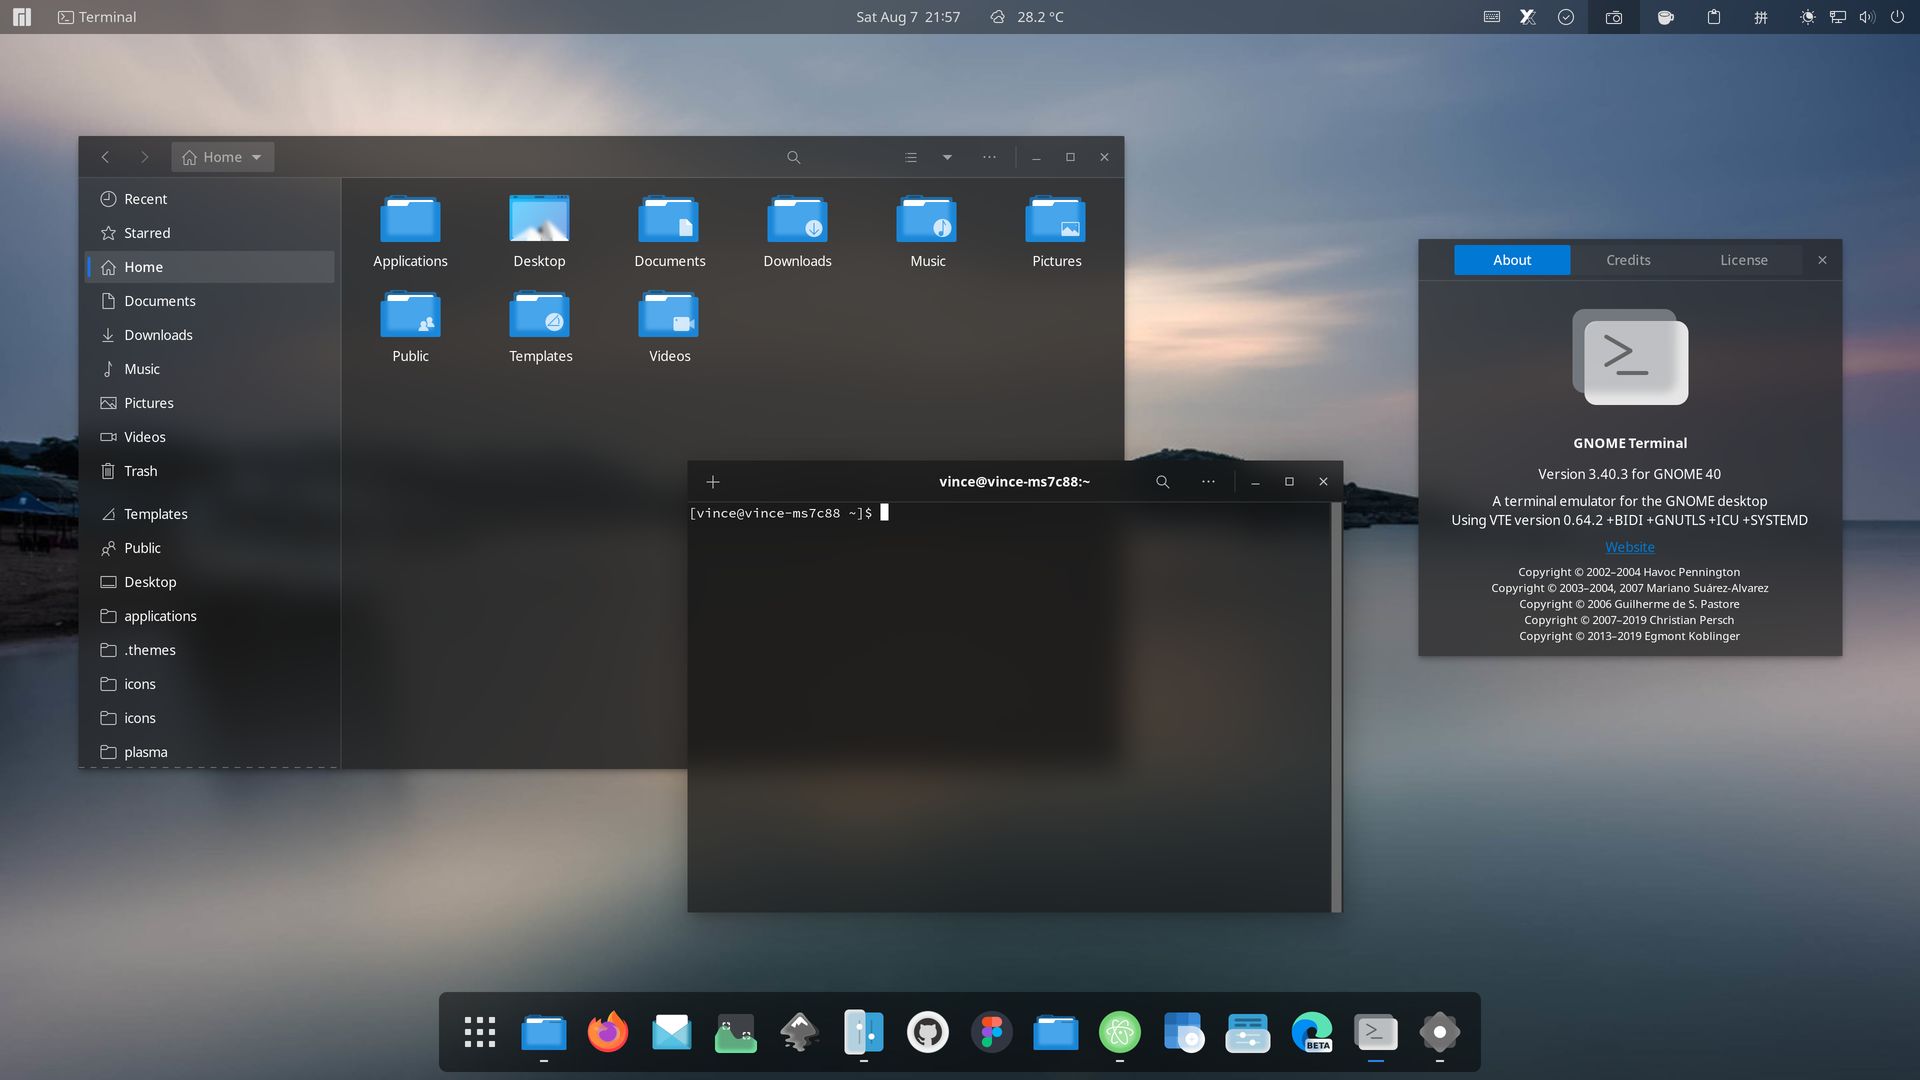 Terminal
Sat Aug 7 21:57
28.2 °C
拼
Home
Recent
Starred
Home
Documents
Downloads
Music
Pictures
Videos
Trash
Templates
Public
Desktop
applications
.themes
icons
icons
plasma
Applications
Desktop
Documents
Downloads
Music
Pictures
Public
Templates
Videos
vince@vince-ms7c88:~
[vince@vince-ms7c88 ~]$
About
Credits
License
GNOME Terminal
Version 3.40.3 for GNOME 40
A terminal emulator for the GNOME desktop
Using VTE version 0.64.2 +BIDI +GNUTLS +ICU +SYSTEMD
Website
Copyright © 2002–2004 Havoc Pennington
Copyright © 2003–2004, 2007 Mariano Suárez-Alvarez
Copyright © 2006 Guilherme de S. Pastore
Copyright © 2007–2019 Christian Persch
Copyright © 2013–2019 Egmont Koblinger
BETA